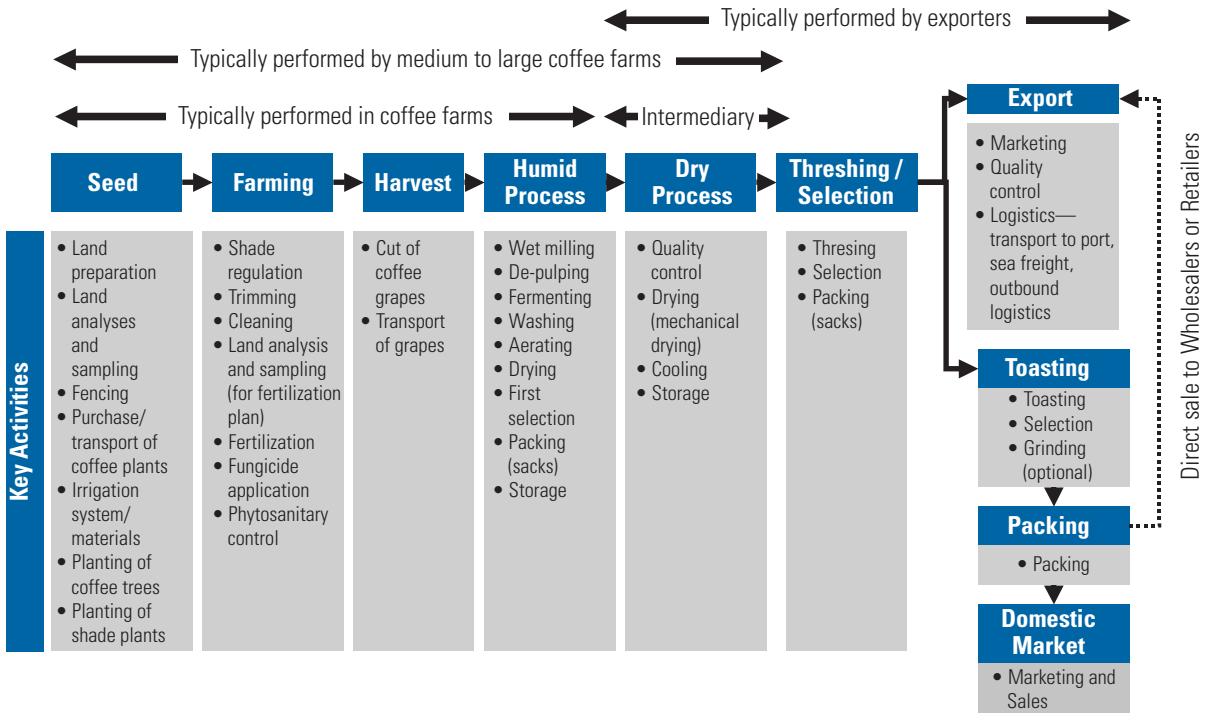 Typically performed by exporters
Typically performed by medium to large coffee farms
Typically performed in coffee farms
Intermediary
Seed
Farming
Harvest
Humid
Process
Dry
Process
Threshing /
Selection
Export
Key Activities
• Land
preparation
• Land
analyses
and
sampling
• Fencing
• Purchase/
transport of
coffee plants
• Irrigation
system/
materials
• Planting of
coffee trees
• Planting of
shade plants
• Shade
regulation
• Trimming
• Cleaning
• Land analysis
and sampling
(for fertilization
plan)
• Fertilization
• Fungicide
application
• Phytosanitary
control
• Cut of
coffee
grapes
• Transport
of grapes
• Wet milling
• De-pulping
• Fermenting
• Washing
• Aerating
• Drying
• First
selection
• Packing
(sacks)
• Storage
• Quality
control
• Drying
(mechanical
drying)
• Cooling
• Storage
• Thresing
• Selection
• Packing
(sacks)
• Marketing
• Quality
control
• Logistics—
transport to port,
sea freight,
outbound
logistics
Toasting
• Toasting
• Selection
• Grinding
(optional)
Packing
• Packing
Domestic
Market
• Marketing and
Sales
Direct sale to Wholesalers or Retailers